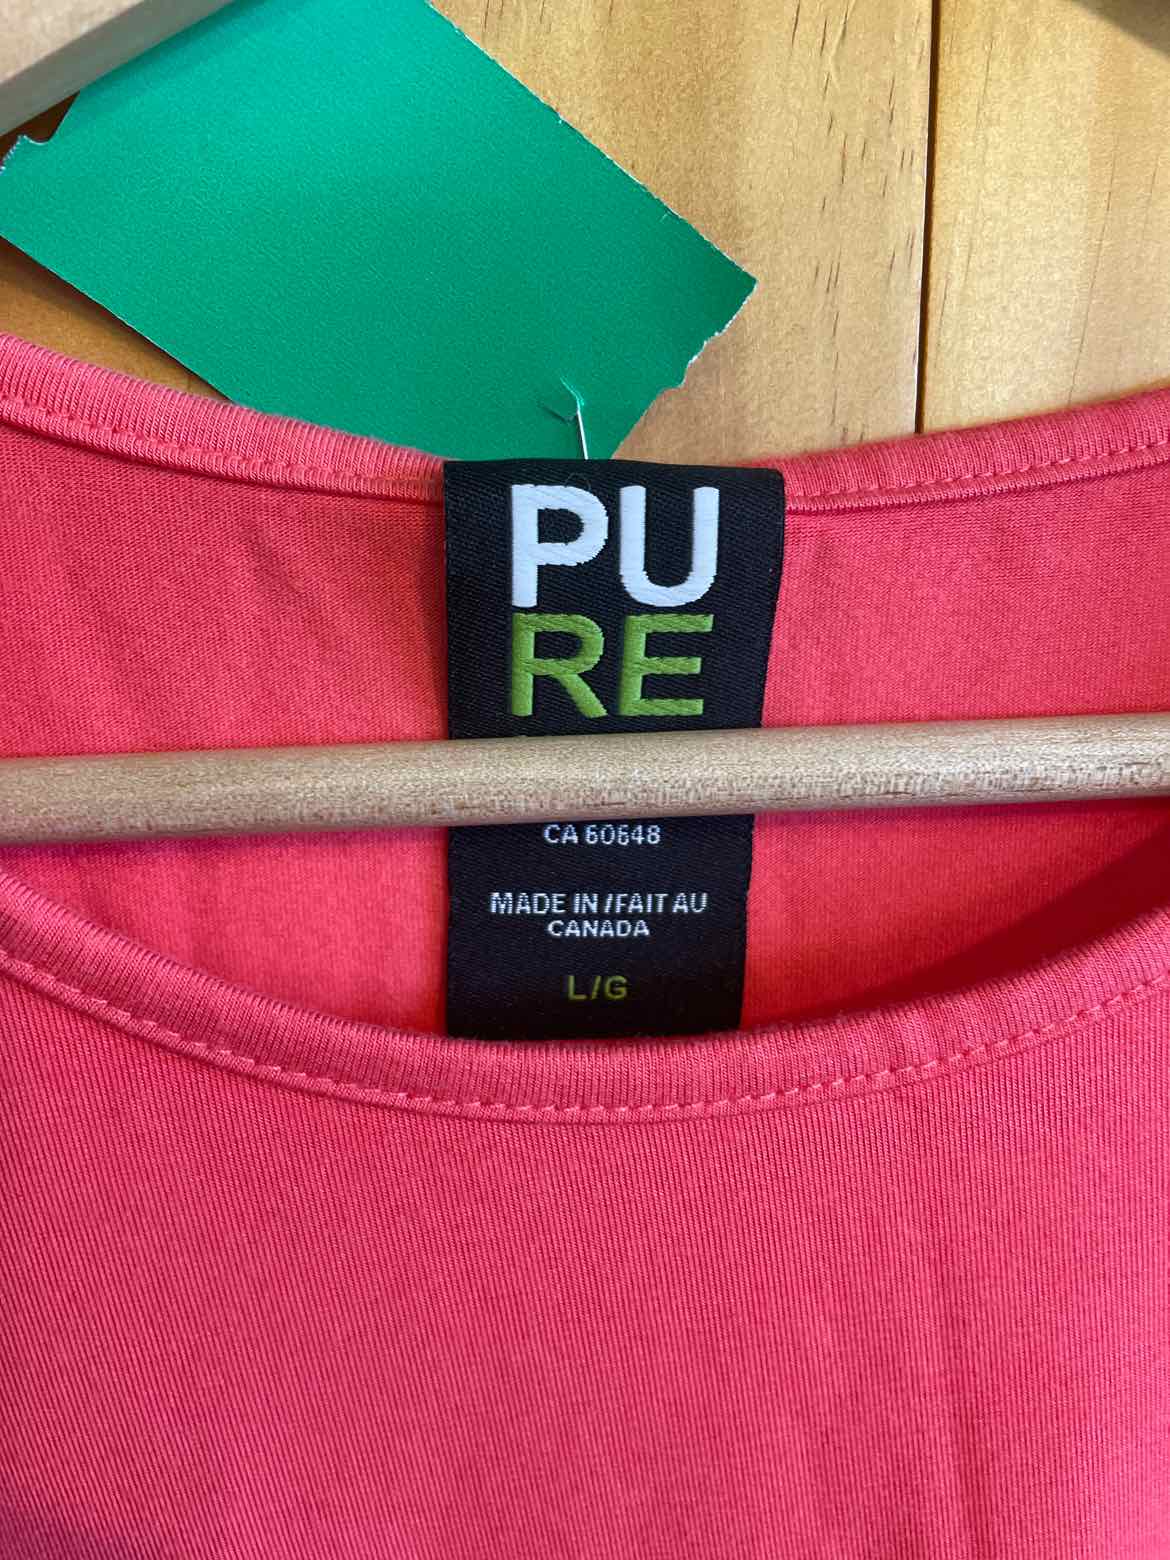 PU
RE
CA 60648
MADE IN/FAIT AU
CANADA
L/G